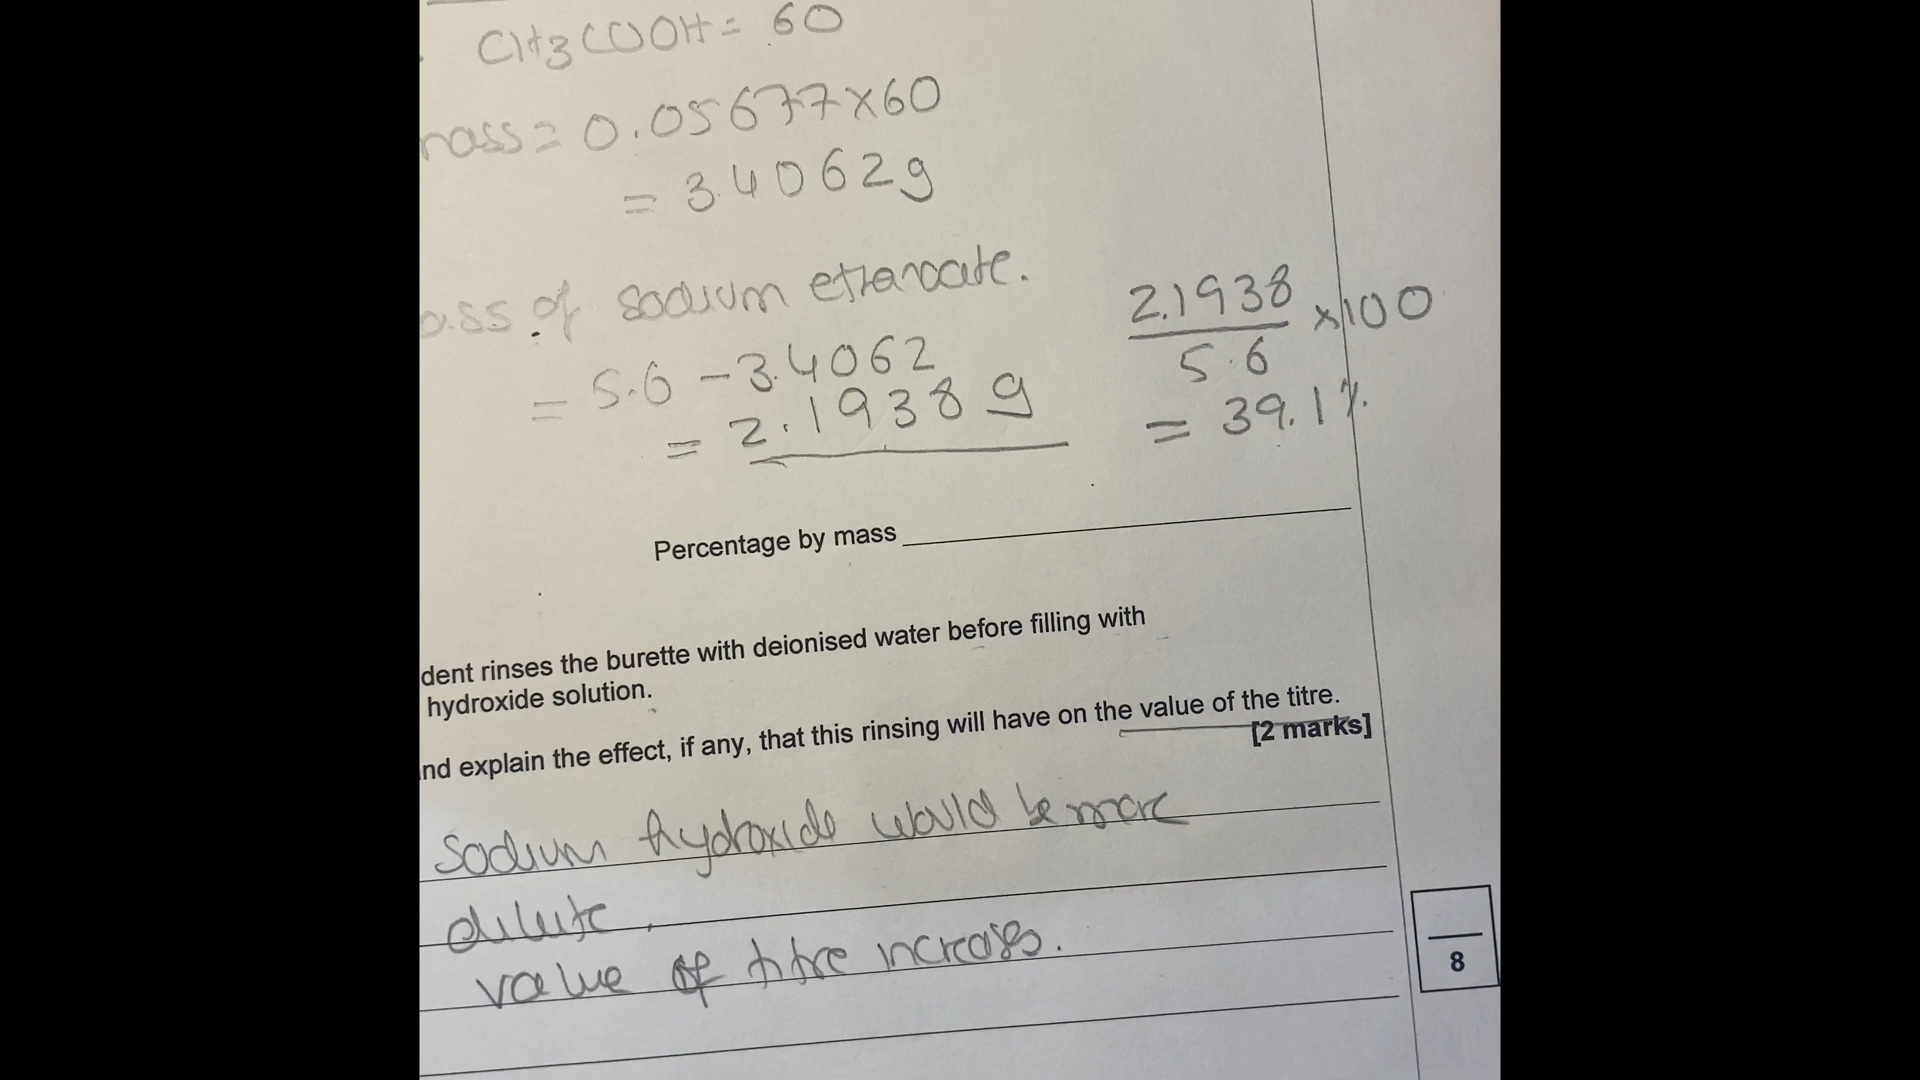 CH3COOH = 60
mass = 0.05677 × 60
= 3.4062g
ass of sodium ethanoate.
= 5.6 - 3.4062
= 2.1938 g
2.1938
5.6
× 100
= 39.1%
Percentage by mass
dent rinses the burette with deionised water before filling with
hydroxide solution.
nd explain the effect, if any, that this rinsing will have on the value of the titre.
[2 marks]
Sodium hydroxide would be more
dilute.
value of titre increases.
8